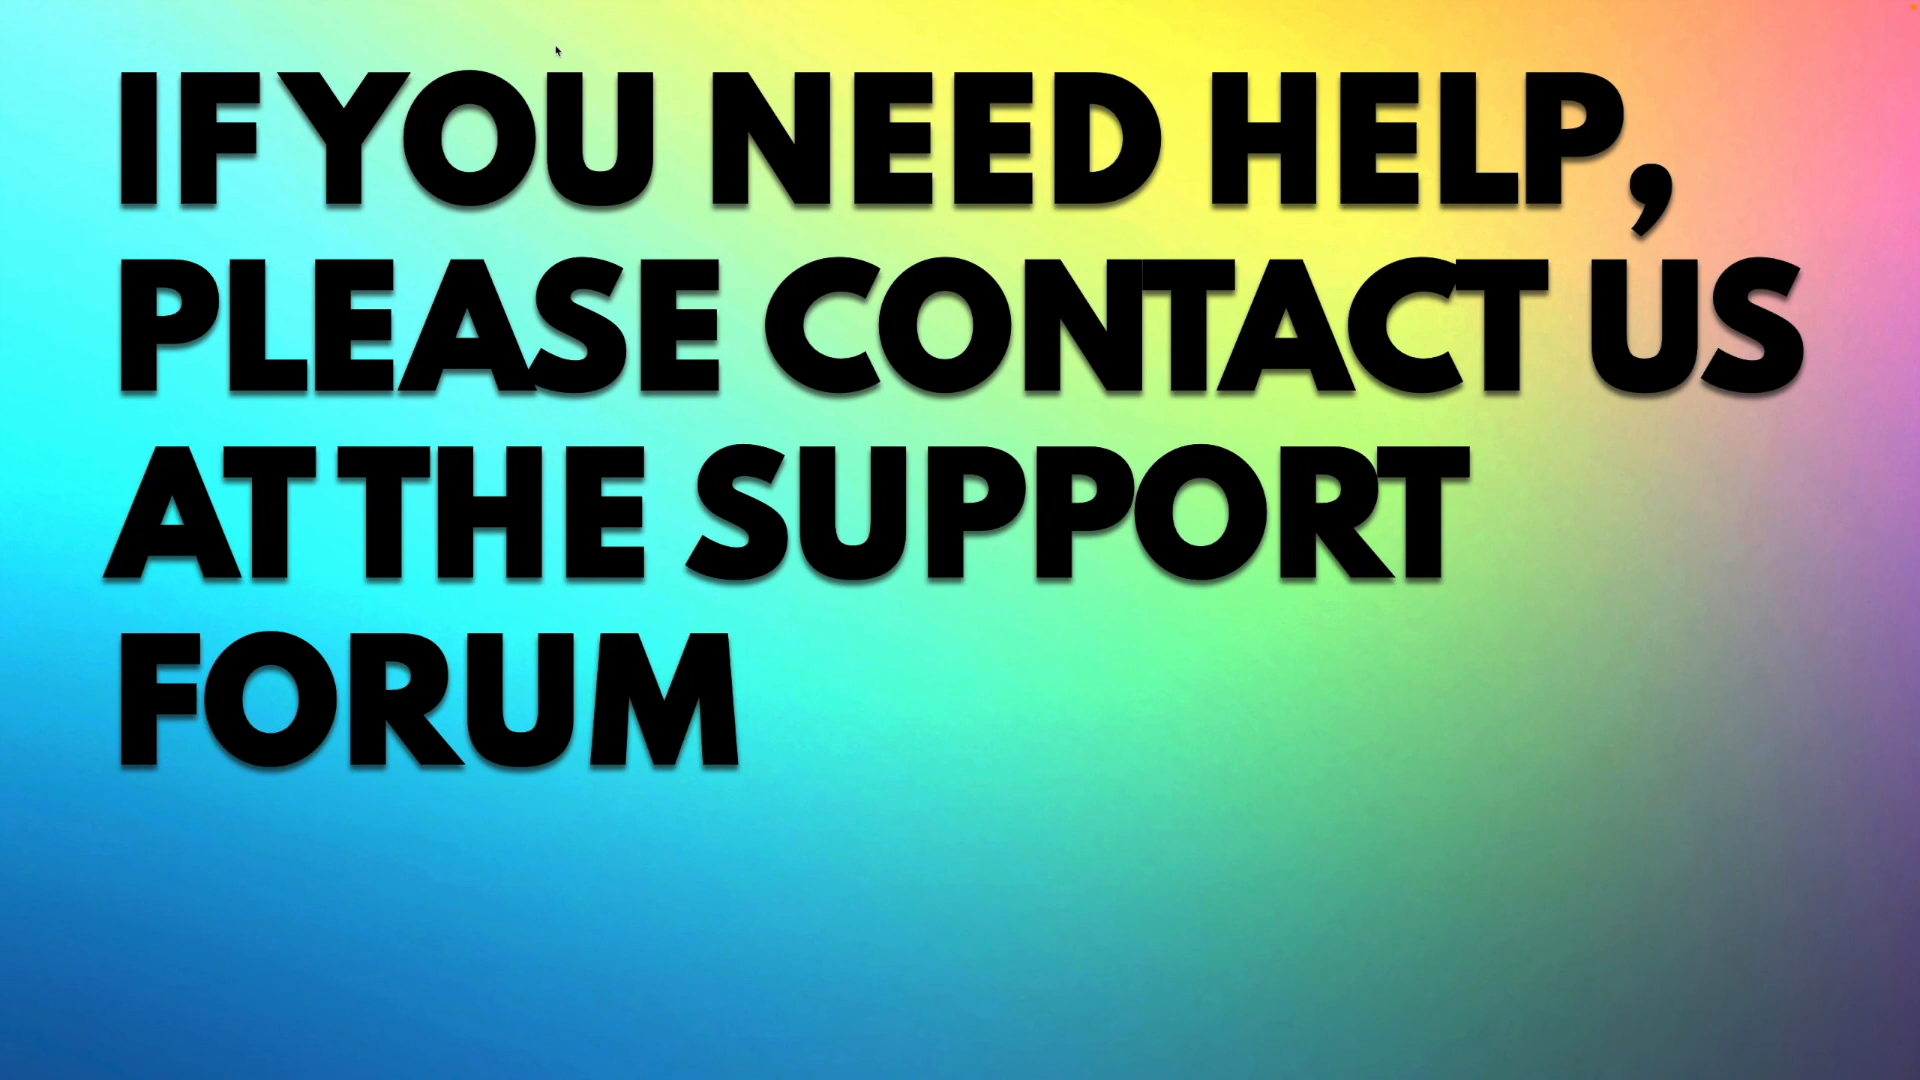 IF YOU NEED HELP,
PLEASE CONTACT US
AT THE SUPPORT
FORUM